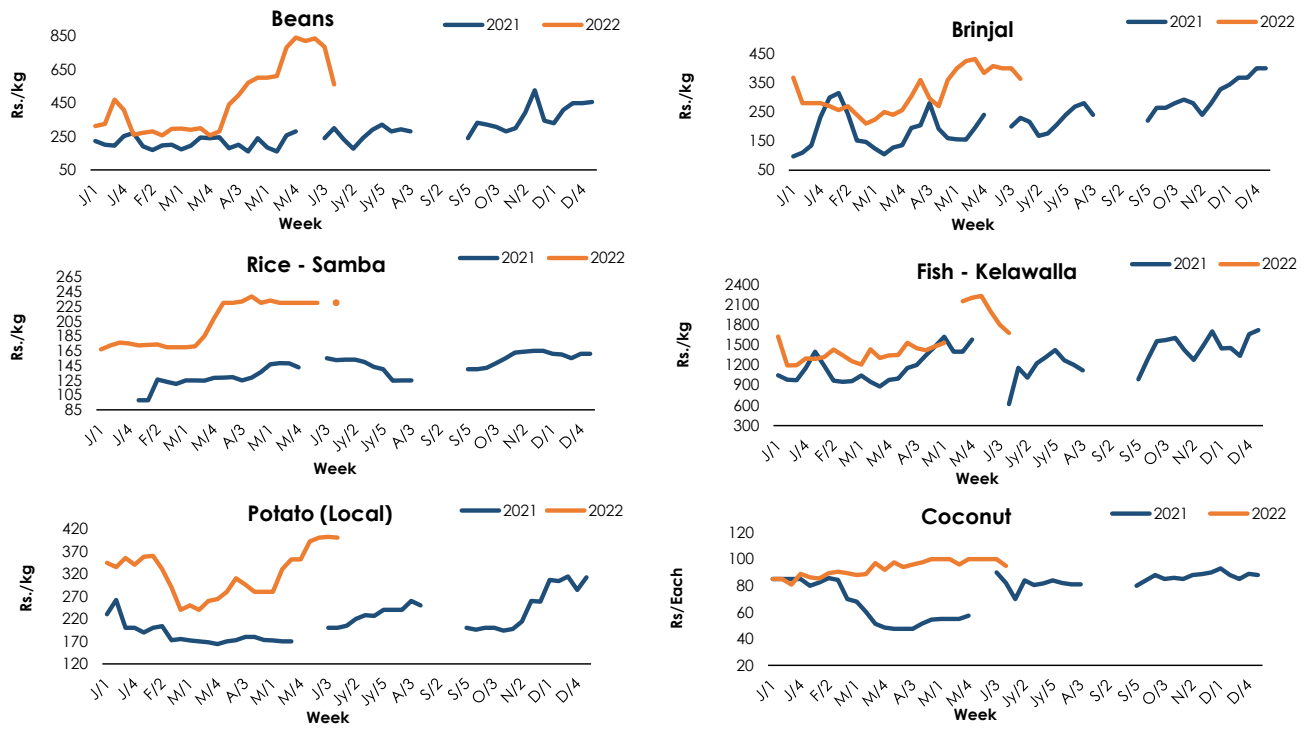 Beans
2021
2022
Rs./kg
850
650
450
250
50
J/1 J/4 F/2 M/1 M/4 A/3 M/1 M/4 J/3 Jy/2 Jy/5 A/3 S/2 S/5 O/3 N/2 D/1 D/4
Week
Brinjal
2021
2022
Rs./kg
450
350
250
150
50
J/1 J/4 F/2 M/1 M/4 A/3 M/1 M/4 J/3 Jy/2 Jy/5 A/3 S/2 S/5 O/3 N/2 D/1 D/4
Week
Rice - Samba
2021
2022
Rs./kg
265
245
225
205
185
165
145
125
105
85
J/1 J/4 F/2 M/1 M/4 A/3 M/1 M/4 J/3 Jy/2 Jy/5 A/3 S/2 S/5 O/3 N/2 D/1 D/4
Week
Fish - Kelawalla
2021
2022
Rs./kg
2400
2100
1800
1500
1200
900
600
300
J/1 J/4 F/2 M/1 M/4 A/3 M/1 M/4 J/3 Jy/2 Jy/5 A/3 S/2 S/5 O/3 N/2 D/1 D/4
Week
Potato (Local)
2021
2022
Rs./kg
420
370
320
270
220
170
120
J/1 J/4 F/2 M/1 M/4 A/3 M/1 M/4 J/3 Jy/2 Jy/5 A/3 S/2 S/5 O/3 N/2 D/1 D/4
Week
Coconut
2021
2022
Rs/Each
120
100
80
60
40
20
J/1 J/4 F/2 M/1 M/4 A/3 M/1 M/4 J/3 Jy/2 Jy/5 A/3 S/2 S/5 O/3 N/2 D/1 D/4
Week